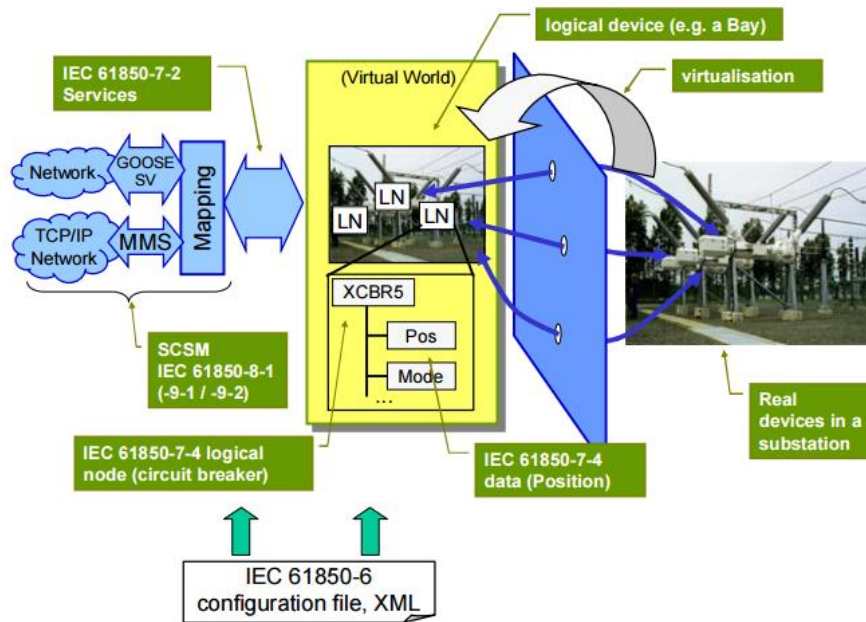 logical device (e.g. a Bay)
IEC 61850-7-2
Services
(Virtual World)
virtualisation
Network
GOOSE
SV
Mapping
LN
LN
LN
TCP/IP
Network
MMS
XCBR5
Pos
Mode
...
SCSM
IEC 61850-8-1
(-9-1 / -9-2)
Real
devices in a
substation
IEC 61850-7-4 logical
node (circuit breaker)
IEC 61850-7-4
data (Position)
IEC 61850-6
configuration file, XML